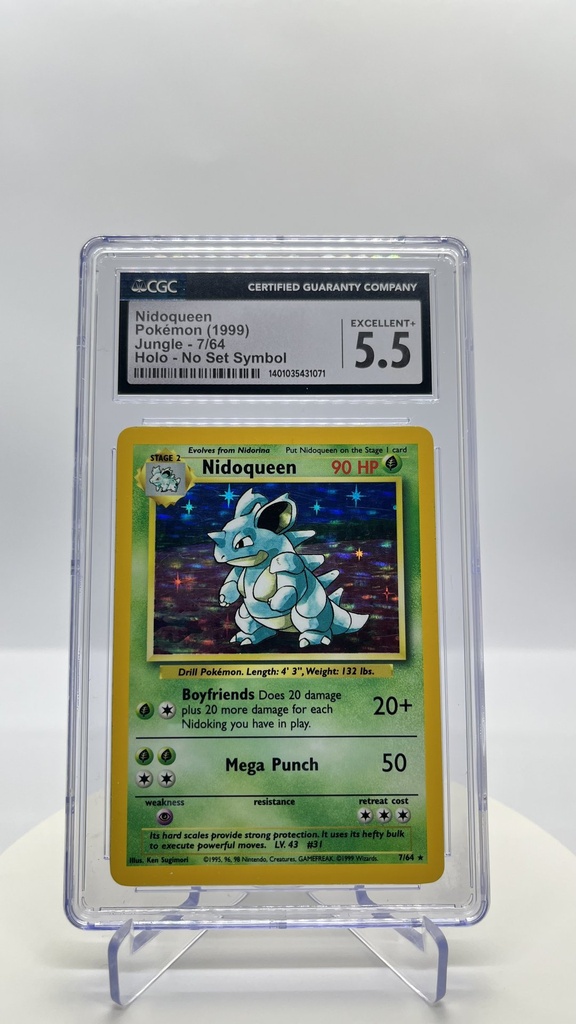 CGC CERTIFIED GUARANTY COMPANY
Nidoqueen
Pokémon (1999)
Jungle - 7/64
Holo - No Set Symbol
1401035431071
EXCELLENT+
5.5
Evolves from Nidorina Put Nidoqueen on the Stage 1 card
STAGE 2
Nidoqueen 90 HP
Drill Pokémon. Length: 4' 3", Weight: 132 lbs.
Boyfriends Does 20 damage
plus 20 more damage for each
Nidoking you have in play.
20+
Mega Punch 50
weakness resistance retreat cost
Its hard scales provide strong protection. It uses its hefty bulk
to execute powerful moves. LV. 43 #31
Illus. Ken Sugimori ©1995, 96, 98 Nintendo, Creatures, GAMEFREAK. ©1999 Wizards. 7/64 ★